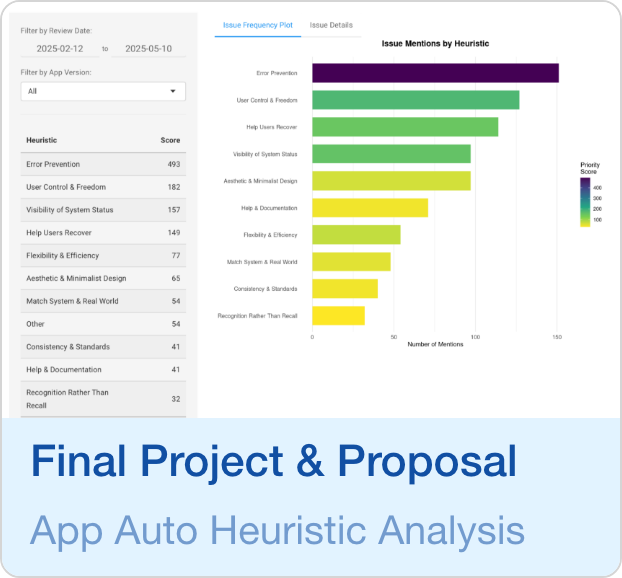 Filter by Review Date:
2025-02-12 to 2025-05-10
Filter by App Version:
All
Heuristic Score
Error Prevention 493
User Control & Freedom 182
Visibility of System Status 157
Help Users Recover 149
Flexibility & Efficiency 77
Aesthetic & Minimalist Design 65
Match System & Real World 54
Other 54
Consistency & Standards 41
Help & Documentation 41
Recognition Rather Than
Recall 32
Issue Frequency Plot Issue Details
Issue Mentions by Heuristic
Error Prevention
User Control & Freedom
Help Users Recover
Visibility of System Status
Aesthetic & Minimalist Design
Help & Documentation
Flexibility & Efficiency
Match System & Real World
Consistency & Standards
Recognition Rather Than Recall
0 50 100 150
Number of Mentions
Priority
Score
400
300
200
100
Final Project & Proposal
App Auto Heuristic Analysis